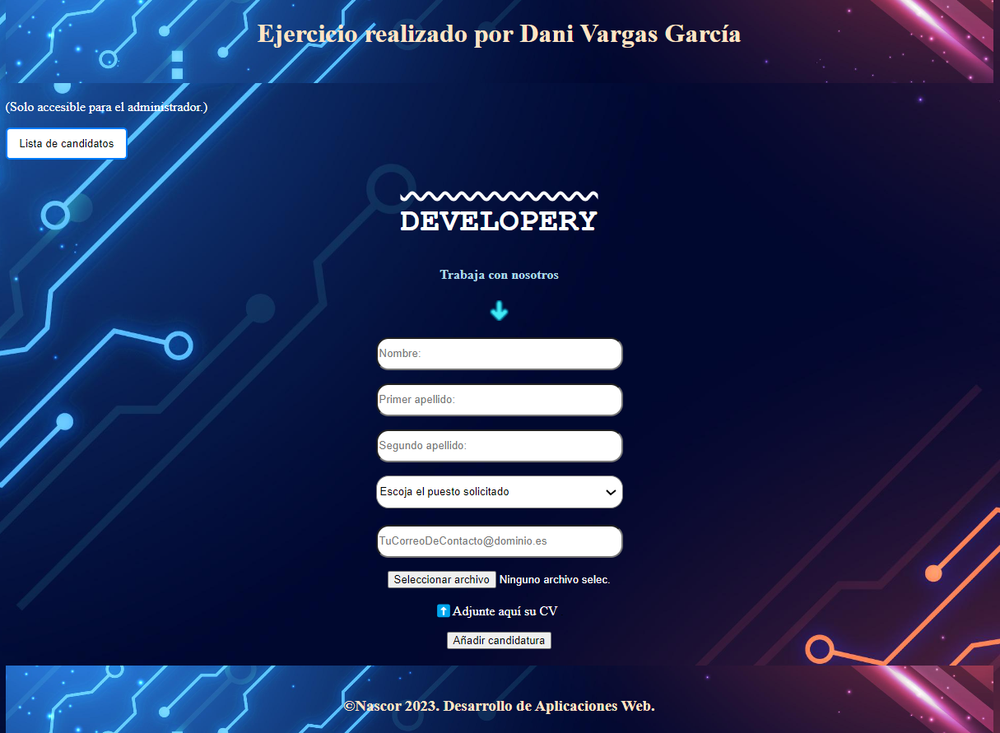 Ejercicio realizado por Dani Vargas García
(Solo accesible para el administrador.)
Lista de candidatos
DEVELOPERY
Trabaja con nosotros
Nombre:
Primer apellido:
Segundo apellido:
Escoja el puesto solicitado
TuCorreoDeContacto@dominio.es
Seleccionar archivo Ninguno archivo selec.
Adjunte aquí su CV
Añadir candidatura
©Nascor 2023. Desarrollo de Aplicaciones Web.